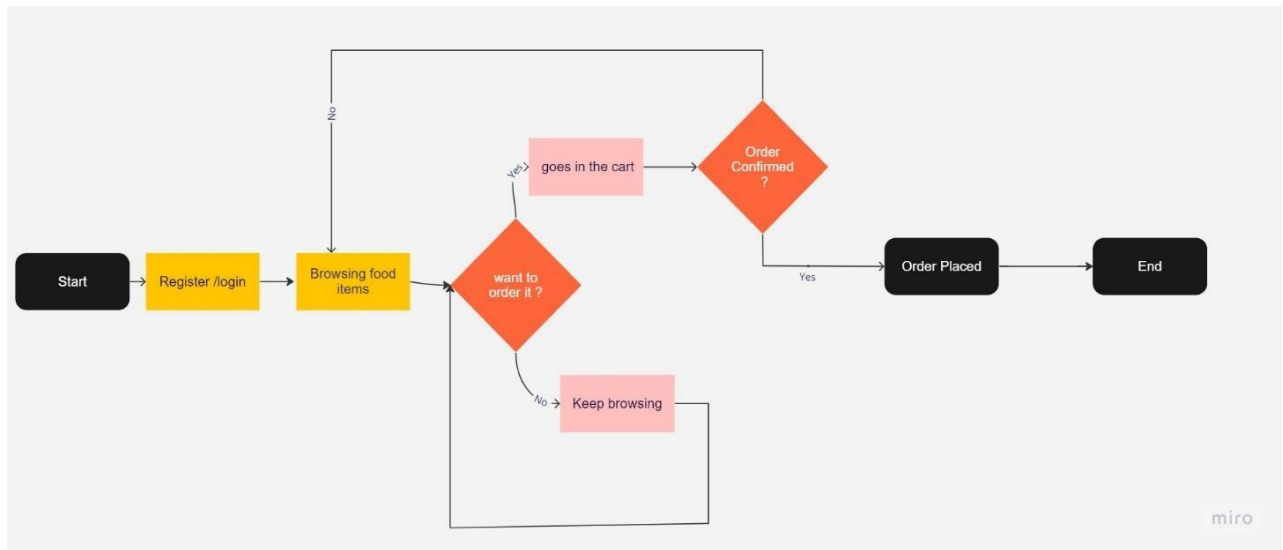 No
Order
Confirmed
?
Yes
goes in the cart
Start
Register /login
Browsing food
items
want to
order it ?
Yes
Order Placed
End
No
Keep browsing
miro